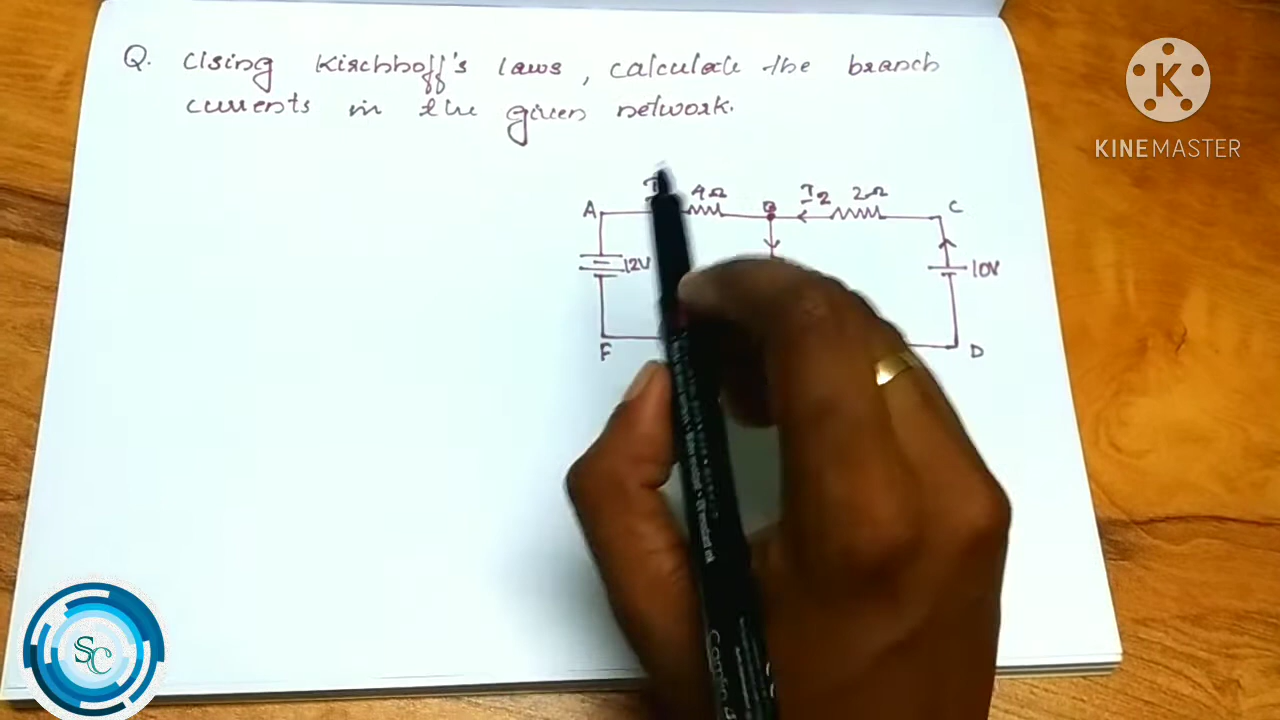 Q. Using Kirchhoff's laws, calculate the branch
currents in the given network.
4Ω
I2
2Ω
A
B
C
12V
10V
F
D
K
KINEMASTER
SC